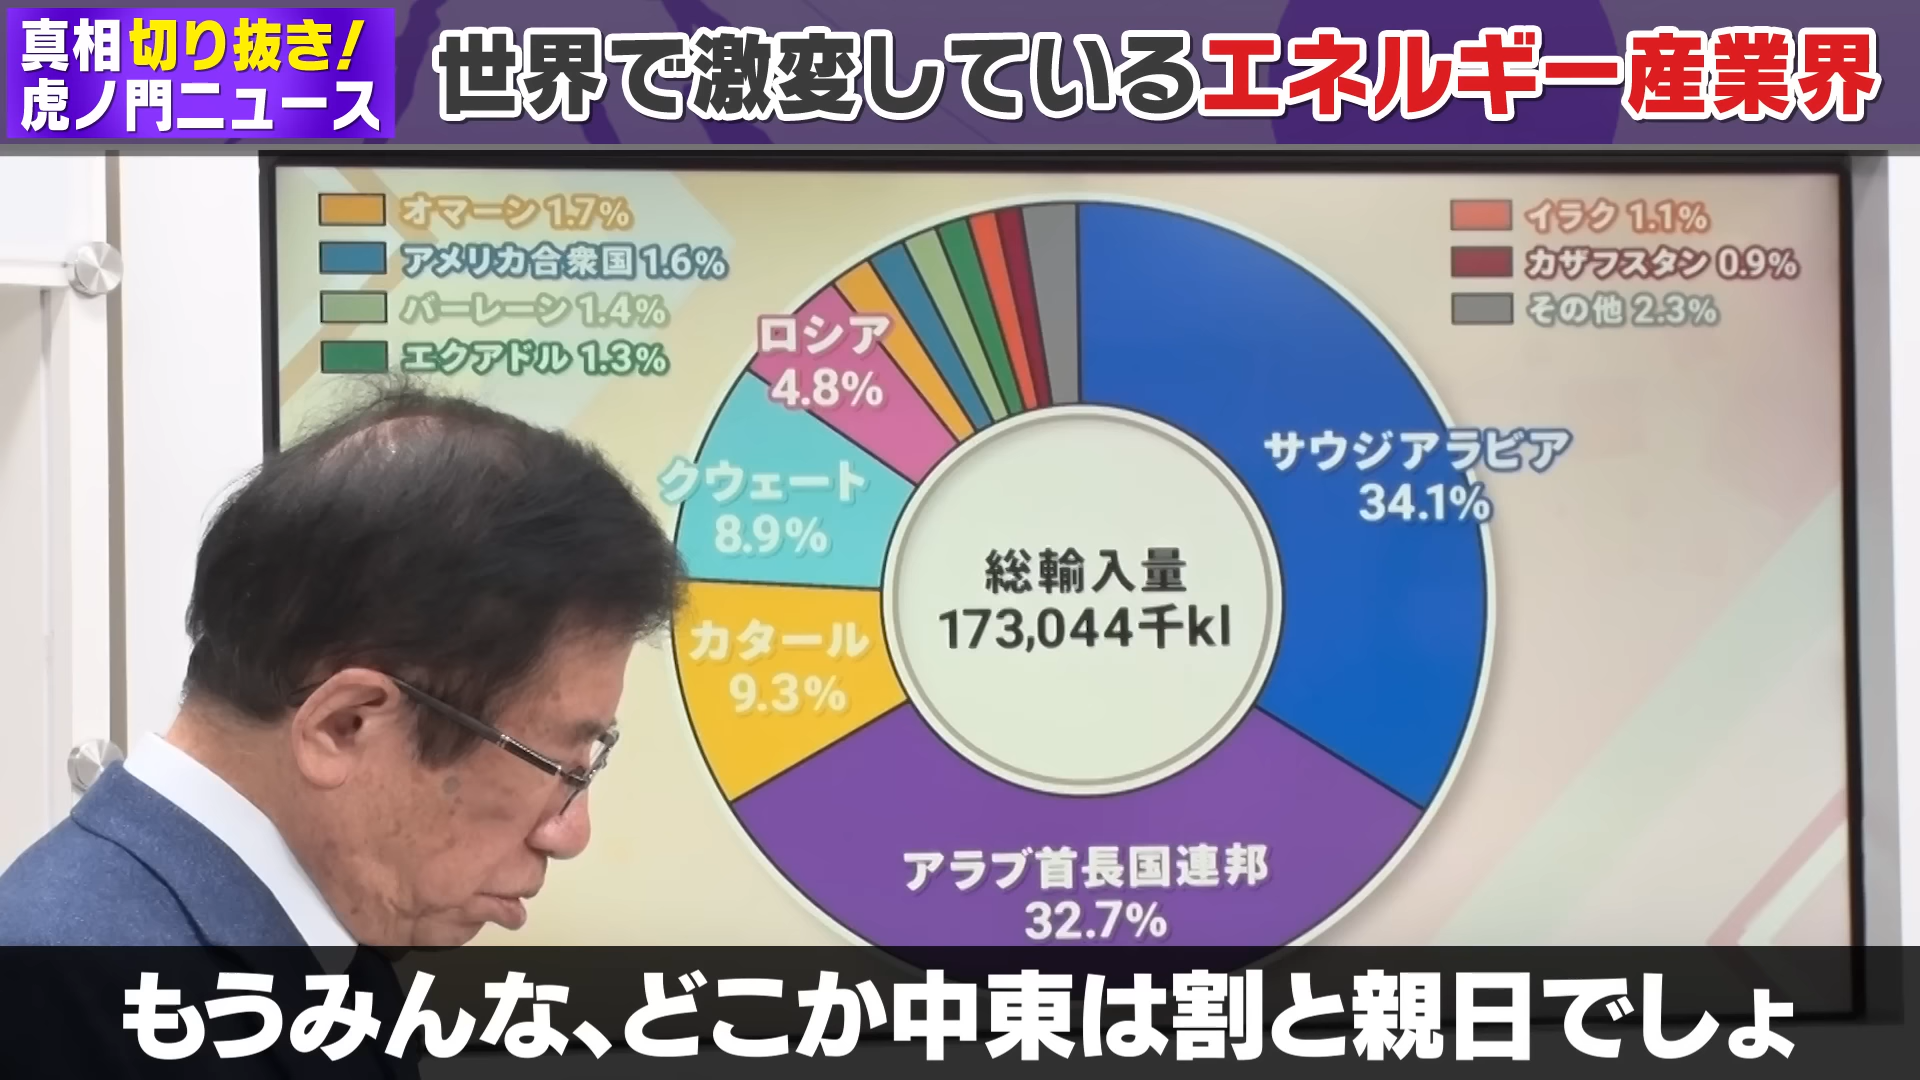 真相切り抜き!
虎ノ門ニュース
世界で激変しているエネルギー産業界
オマーン 1.7%
アメリカ合衆国 1.6%
バーレーン 1.4%
エクアドル 1.3%
イラク 1.1%
カザフスタン 0.9%
その他 2.3%
ロシア
4.8%
クウェート
8.9%
カタール
9.3%
サウジアラビア
34.1%
総輸入量
173,044千kl
アラブ首長国連邦
32.7%
もうみんな、どこか中東は割と親日でしょ